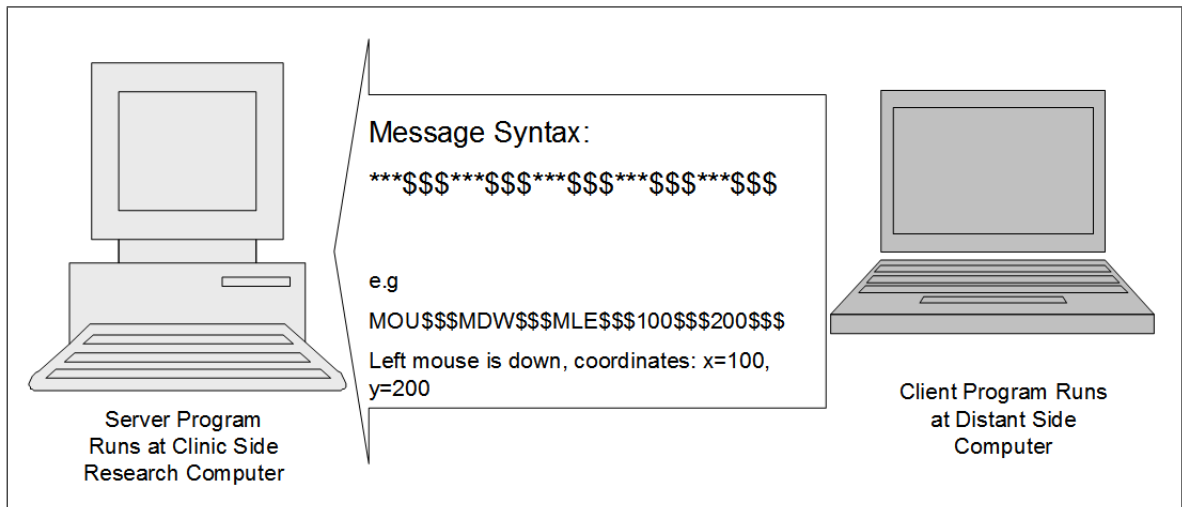 Message Syntax:
***$$$***$$$***$$$***$$$***$$$
e.g
MOU$$$MDW$$$MLE$$$100$$$200$$$
Left mouse is down, coordinates: x=100,
y=200
Server Program
Runs at Clinic Side
Research Computer
Client Program Runs
at Distant Side
Computer